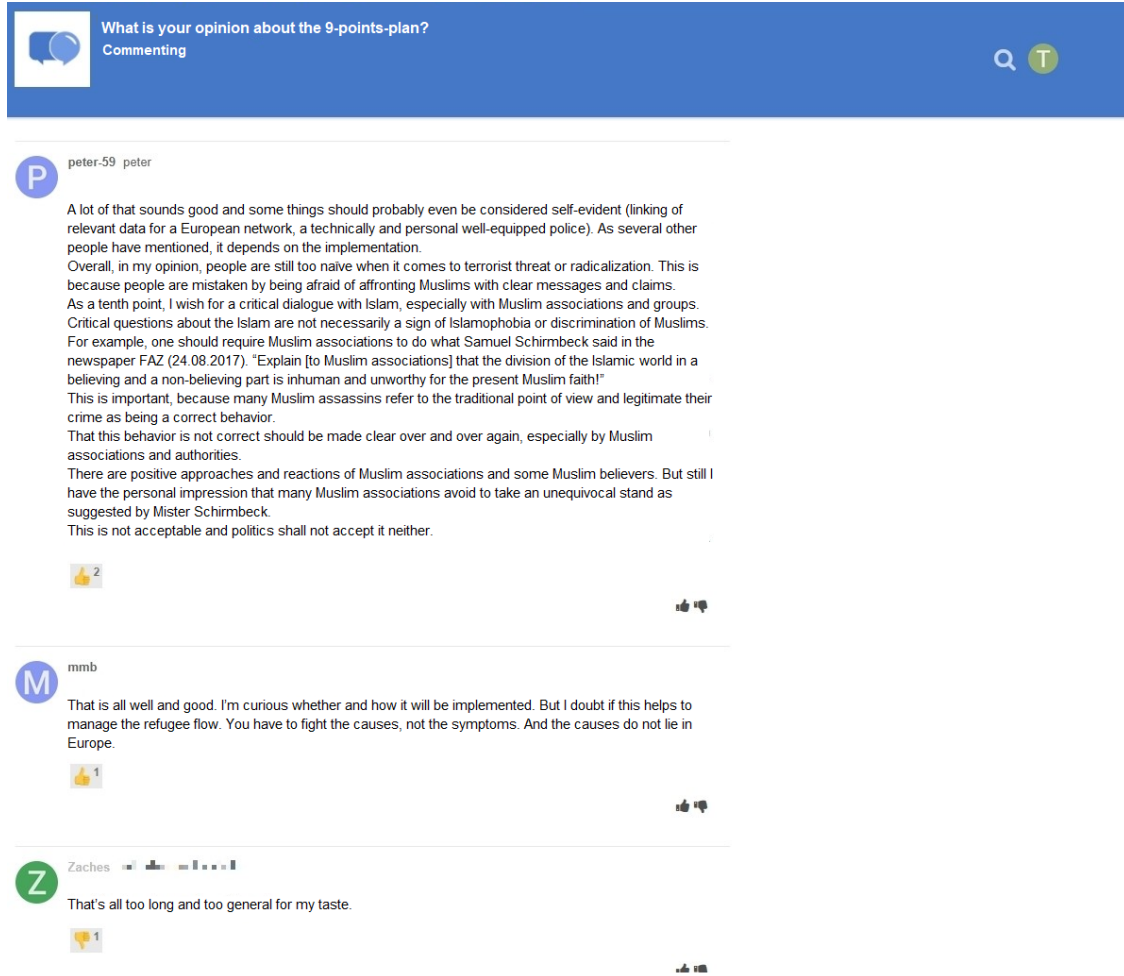 What is your opinion about the 9-points-plan?
Commenting
T
P
peter-59 peter
A lot of that sounds good and some things should probably even be considered self-evident (linking of
relevant data for a European network, a technically and personal well-equipped police). As several other
people have mentioned, it depends on the implementation.
Overall, in my opinion, people are still too naïve when it comes to terrorist threat or radicalization. This is
because people are mistaken by being afraid of affronting Muslims with clear messages and claims.
As a tenth point, I wish for a critical dialogue with Islam, especially with Muslim associations and groups.
Critical questions about the Islam are not necessarily a sign of Islamophobia or discrimination of Muslims.
For example, one should require Muslim associations to do what Samuel Schirmbeck said in the
newspaper FAZ (24.08.2017). “Explain [to Muslim associations] that the division of the Islamic world in a
believing and a non-believing part is inhuman and unworthy for the present Muslim faith!”
This is important, because many Muslim assassins refer to the traditional point of view and legitimate their
crime as being a correct behavior.
That this behavior is not correct should be made clear over and over again, especially by Muslim
associations and authorities.
There are positive approaches and reactions of Muslim associations and some Muslim believers. But still I
have the personal impression that many Muslim associations avoid to take an unequivocal stand as
suggested by Mister Schirmbeck.
This is not acceptable and politics shall not accept it neither.
2
M
mmb
That is all well and good. I’m curious whether and how it will be implemented. But I doubt if this helps to
manage the refugee flow. You have to fight the causes, not the symptoms. And the causes do not lie in
Europe.
1
Z
Zaches
That’s all too long and too general for my taste.
1